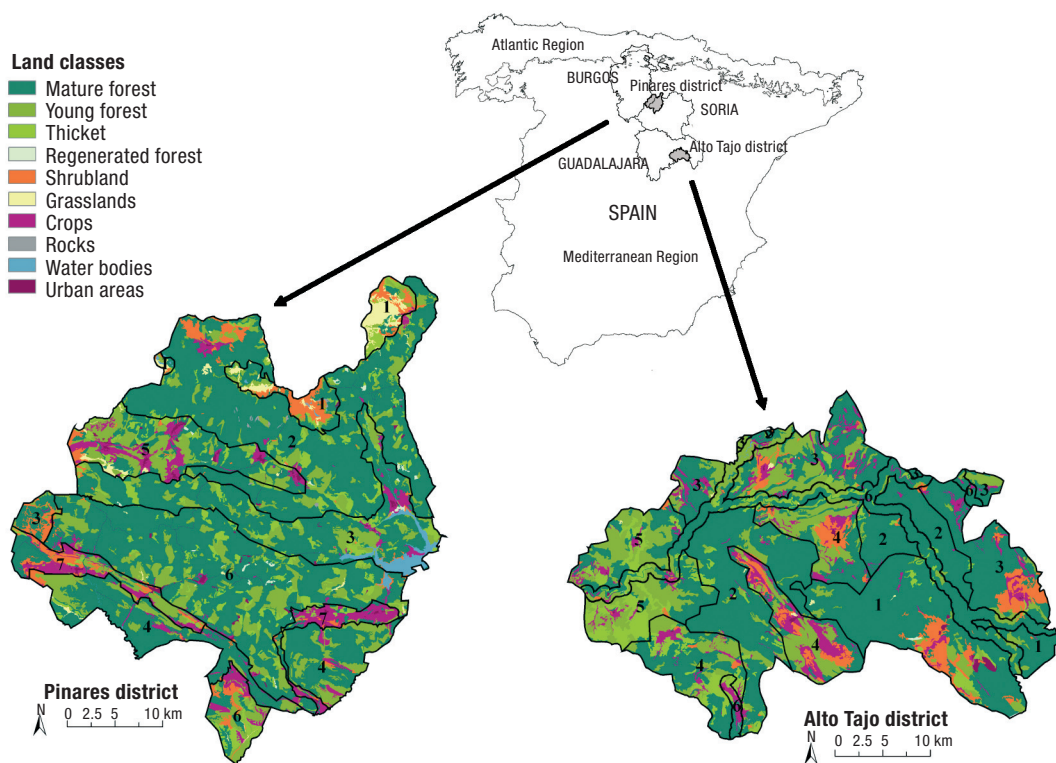 Land classes
Mature forest
Young forest
Thicket
Regenerated forest
Shrubland
Grasslands
Crops
Rocks
Water bodies
Urban areas
Atlantic Region
BURGOS
Pinares district
SORIA
Alto Tajo district
GUADALAJARA
SPAIN
Mediterranean Region
1
1
1
2
5
3
3
7
6
4
4
6
Pinares district
N
0 2.5 5 10 km
3
3
3
3
6
6
3
5
4
2
2
3
5
2
1
1
4
4
6
Alto Tajo district
N
0 2.5 5 10 km